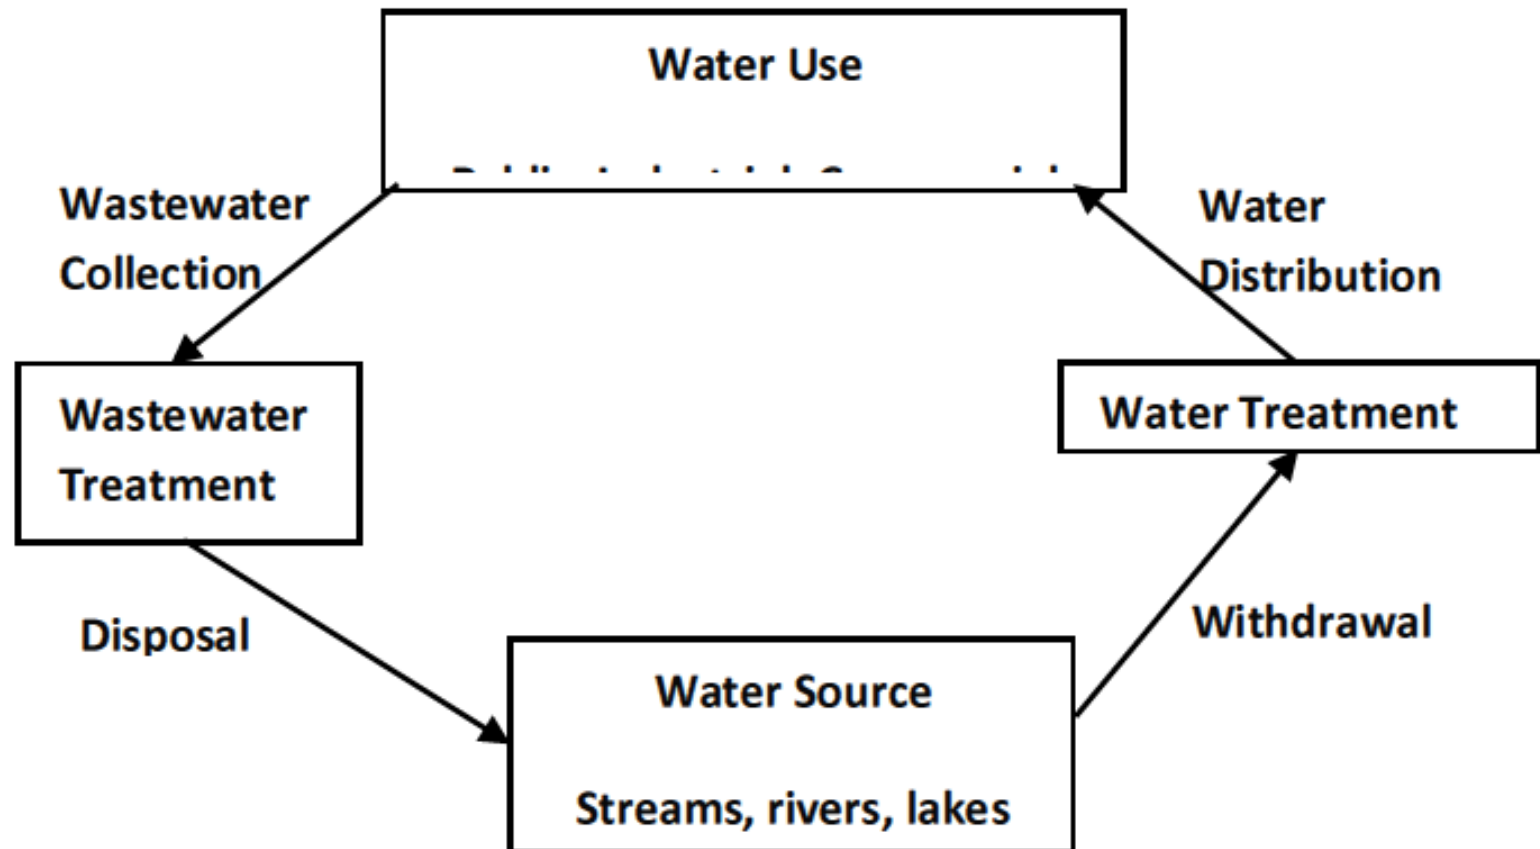 Water Use
Wastewater
Collection
Water
Distribution
Wastewater
Treatment
Water Treatment
Disposal
Withdrawal
Water Source
Streams, rivers, lakes